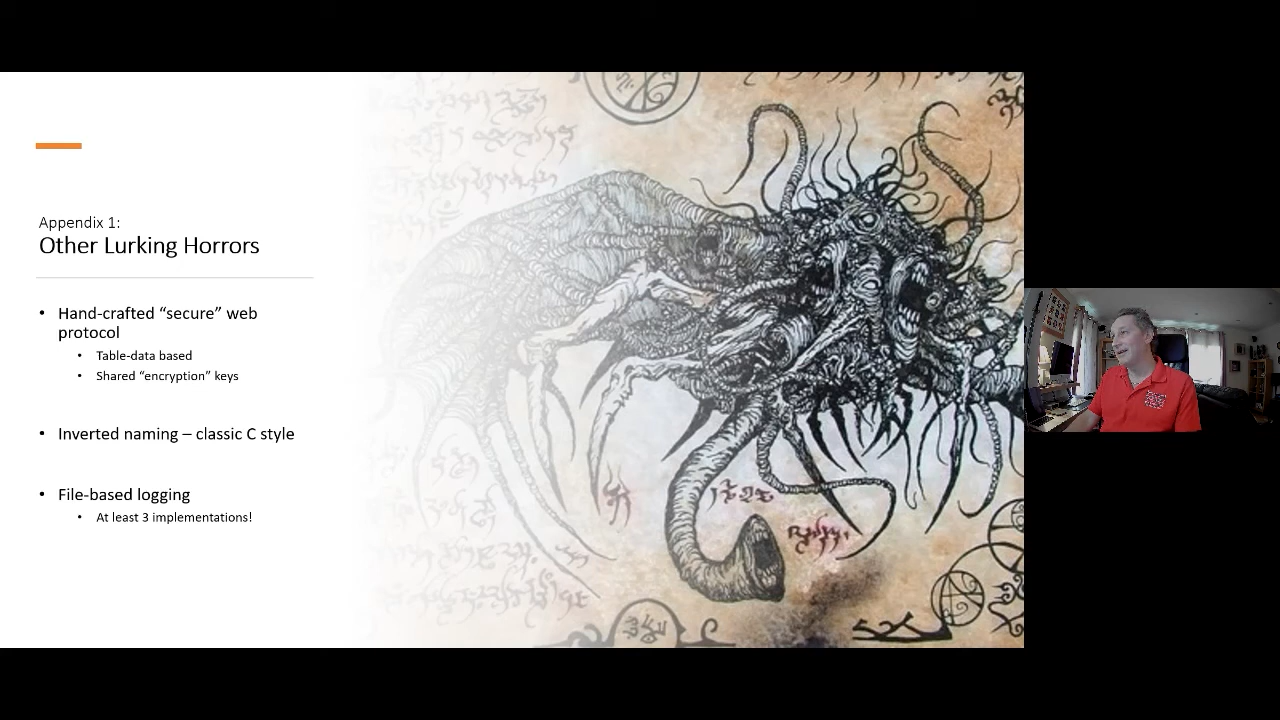 Appendix 1:
Other Lurking Horrors
• Hand-crafted “secure” web
protocol
• Table-data based
• Shared “encryption” keys
• Inverted naming – classic C style
• File-based logging
• At least 3 implementations!